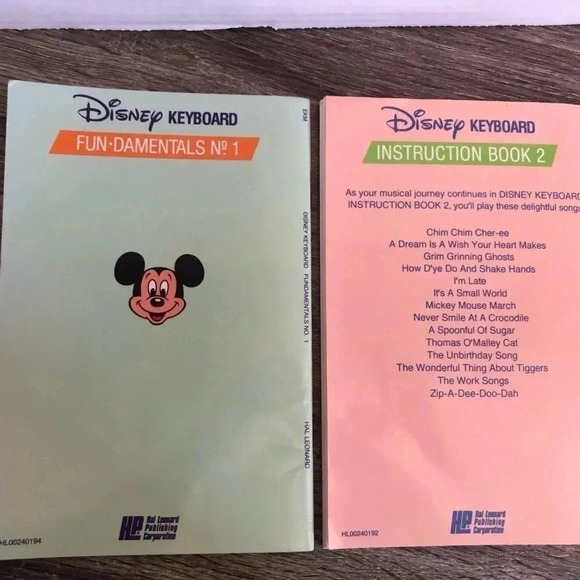 Disney KEYBOARD
FUN·DAMENTALS Nº 1
EKM
DISNEY KEYBOARD FUNDAMENTALS NO. 1
HAL LEONARD
HL00240194
HL
Hal Leonard
Publishing
Corporation
Disney KEYBOARD
INSTRUCTION BOOK 2
As your musical journey continues in DISNEY KEYBOARD
INSTRUCTION BOOK 2, you'll play these delightful songs
Chim Chim Cher-ee
A Dream Is A Wish Your Heart Makes
Grim Grinning Ghosts
How D'ye Do And Shake Hands
I'm Late
It's A Small World
Mickey Mouse March
Never Smile At A Crocodile
A Spoonful Of Sugar
Thomas O'Malley Cat
The Unbirthday Song
The Wonderful Thing About Tiggers
The Work Songs
Zip-A-Dee-Doo-Dah
HL00240192
HL
Hal Leonard
Publishing
Corporation